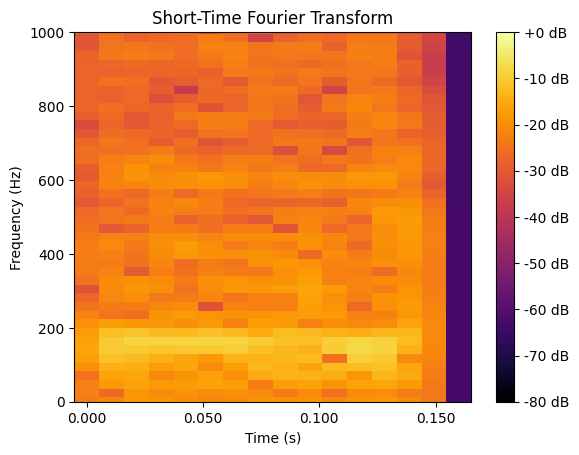 Short-Time Fourier Transform
Frequency (Hz)
1000
800
600
400
200
0
0.000
0.050
0.100
0.150
Time (s)
+0 dB
-10 dB
-20 dB
-30 dB
-40 dB
-50 dB
-60 dB
-70 dB
-80 dB